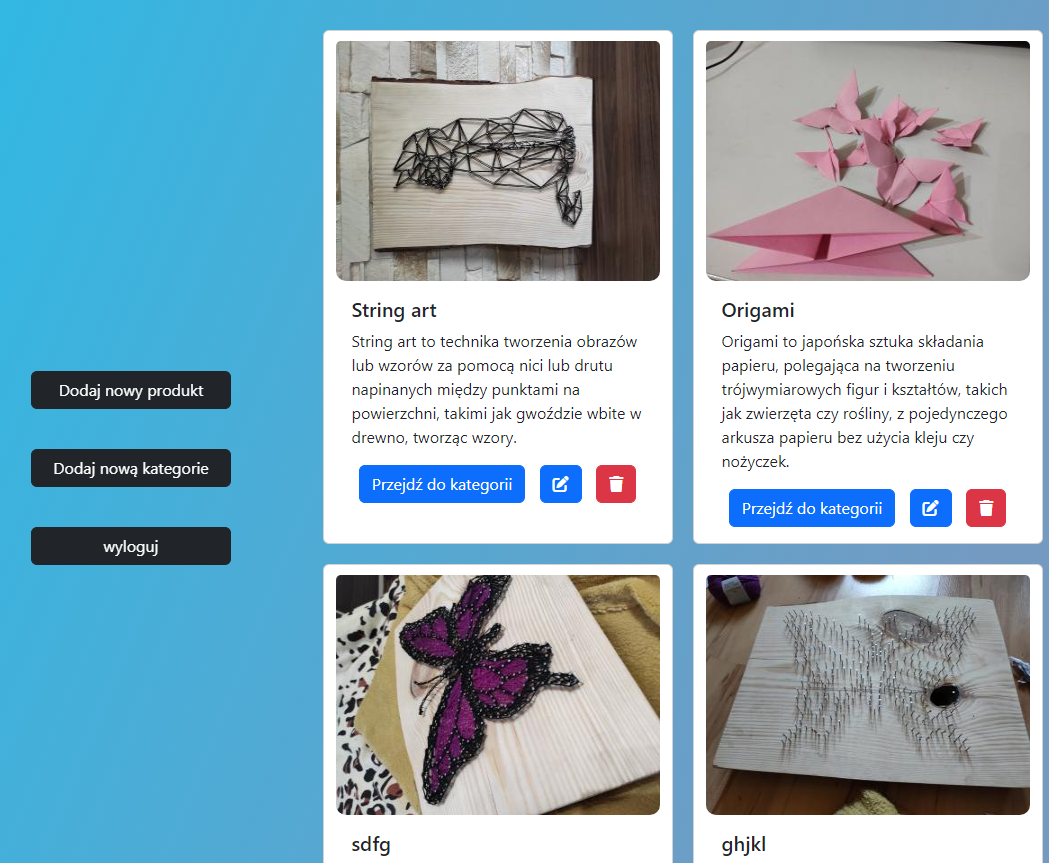 Dodaj nowy produkt
Dodaj nową kategorie
wyloguj
String art
String art to technika tworzenia obrazów
lub wzorów za pomocą nici lub drutu
napinanych między punktami na
powierzchni, takimi jak gwoździe wbite w
drewno, tworząc wzory.
Przejdź do kategorii
Origami
Origami to japońska sztuka składania
papieru, polegająca na tworzeniu
trójwymiarowych figur i kształtów, takich
jak zwierzęta czy rośliny, z pojedynczego
arkusza papieru bez użycia kleju czy
nożyczek.
Przejdź do kategorii
sdfg
ghjkl